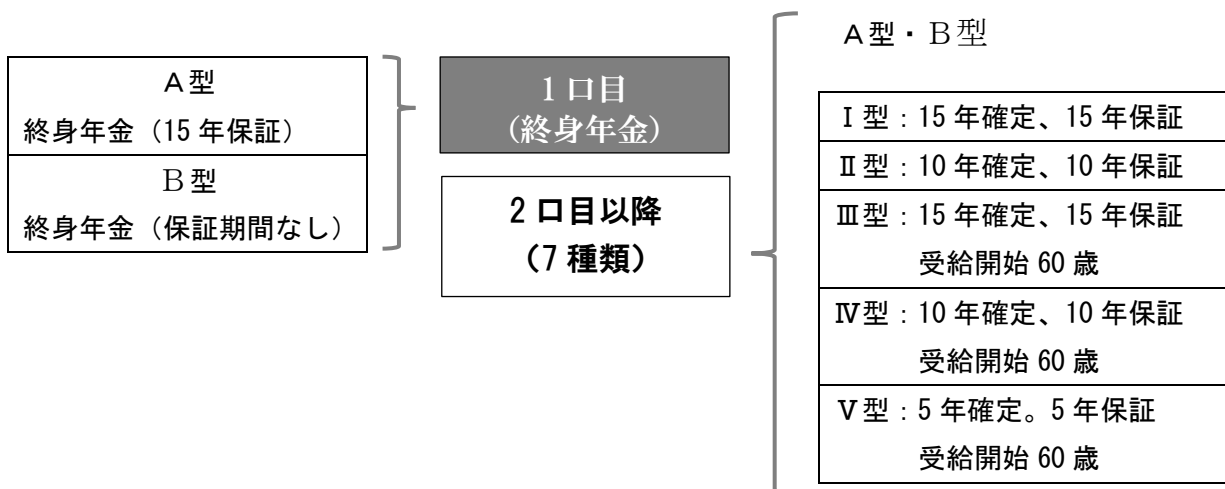 A型
終身年金（15年保証）
B型
終身年金（保証期間なし）
1口目
(終身年金)
2口目以降
（7種類）
A型・B型
Ⅰ型：15年確定、15年保証
Ⅱ型：10年確定、10年保証
Ⅲ型：15年確定、15年保証
受給開始60歳
Ⅳ型：10年確定、10年保証
受給開始60歳
Ⅴ型：5年確定。5年保証
受給開始60歳